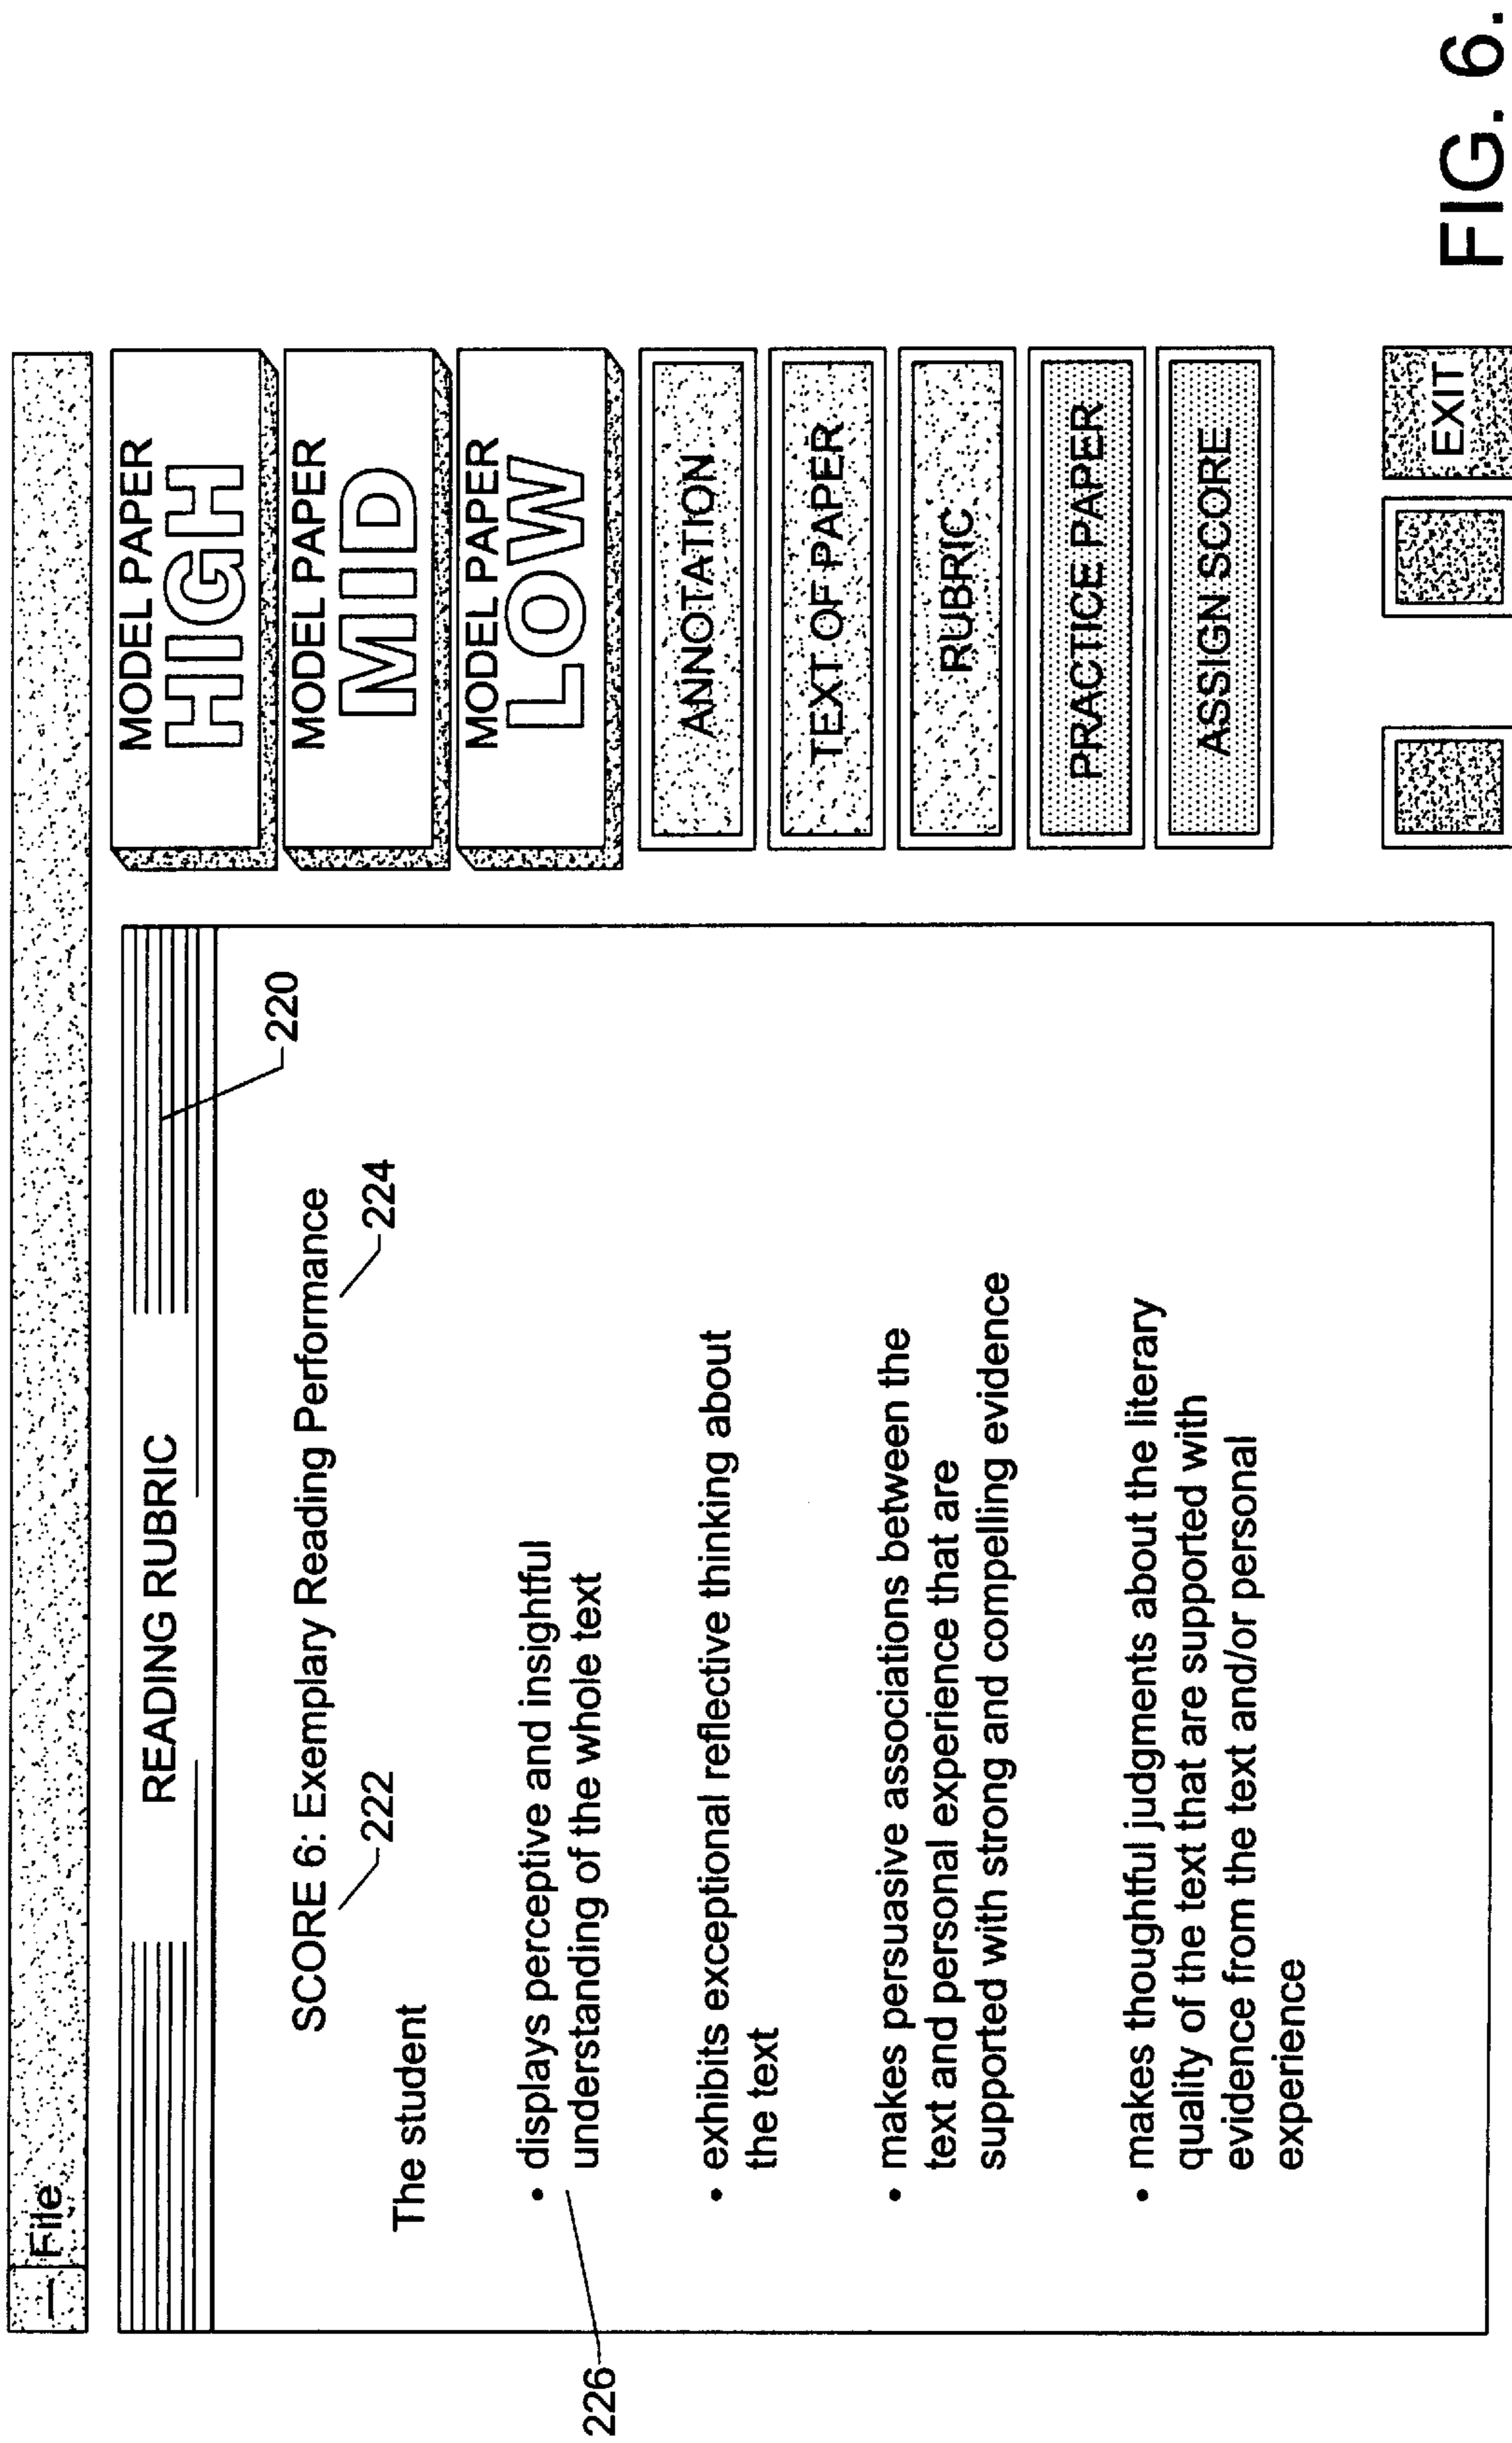 File
READING RUBRIC
220
SCORE 6: Exemplary Reading Performance
222
224
The student
• displays perceptive and insightful
understanding of the whole text
226
• exhibits exceptional reflective thinking about
the text
• makes persuasive associations between the
text and personal experience that are
supported with strong and compelling evidence
• makes thoughtful judgments about the literary
quality of the text that are supported with
evidence from the text and/or personal
experience
MODEL PAPER
HIGH
MODEL PAPER
MID
MODEL PAPER
LOW
ANNOTATION
TEXT OF PAPER
RUBRIC
PRACTICE PAPER
ASSIGN SCORE
EXIT
FIG. 6.